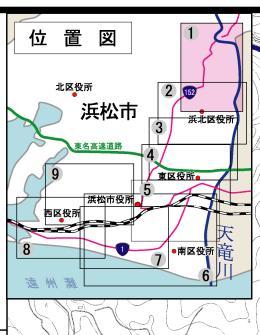 位置図
1
北区役所
2
152
浜松市
浜北区役所
3
東名高速道路
4
9
東区役所
5
浜松市役所
西区役所
天竜川
8
1
7
南区役所
6
遠州灘